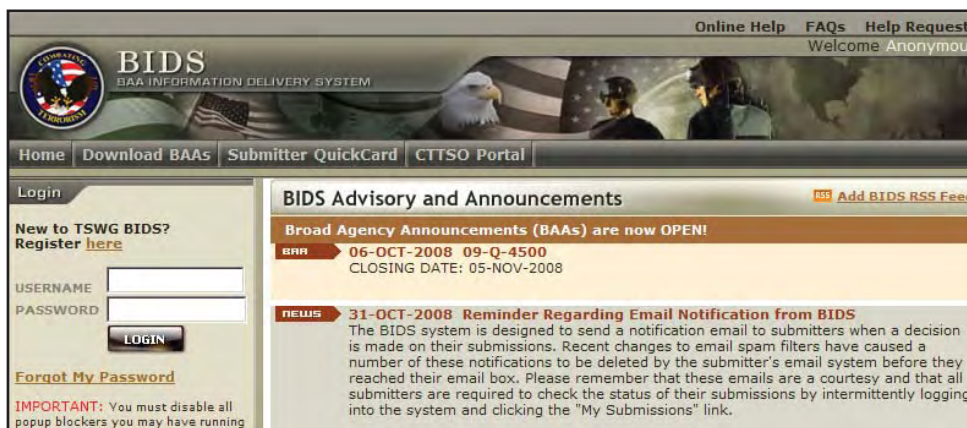 Online Help FAQs Help Request
Welcome Anonymou
COMBATING
TERRORISM
BIDS
BAA INFORMATION DELIVERY SYSTEM
Home Download BAAs Submitter QuickCard CTTSO Portal
Login
New to TSWG BIDS?
Register here
USERNAME
PASSWORD
LOGIN
Forgot My Password
IMPORTANT: You must disable all
popup blockers you may have running
BIDS Advisory and Announcements
RSS Add BIDS RSS Fee
Broad Agency Announcements (BAAs) are now OPEN!
BAA 06-OCT-2008 09-Q-4500
CLOSING DATE: 05-NOV-2008
news 31-OCT-2008 Reminder Regarding Email Notification from BIDS
The BIDS system is designed to send a notification email to submitters when a decision
is made on their submissions. Recent changes to email spam filters have caused a
number of these notifications to be deleted by the submitter's email system before they
reached their email box. Please remember that these emails are a courtesy and that all
submitters are required to check the status of their submissions by intermittently logging
into the system and clicking the "My Submissions" link.